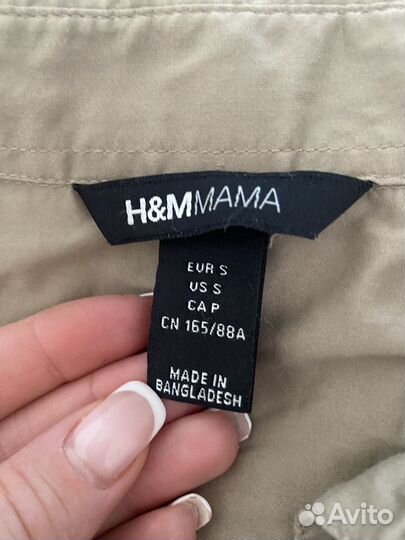 H&MMAMA
EUR S
US S
CA P
CN 165/88A
MADE IN
BANGLADESH
Avito